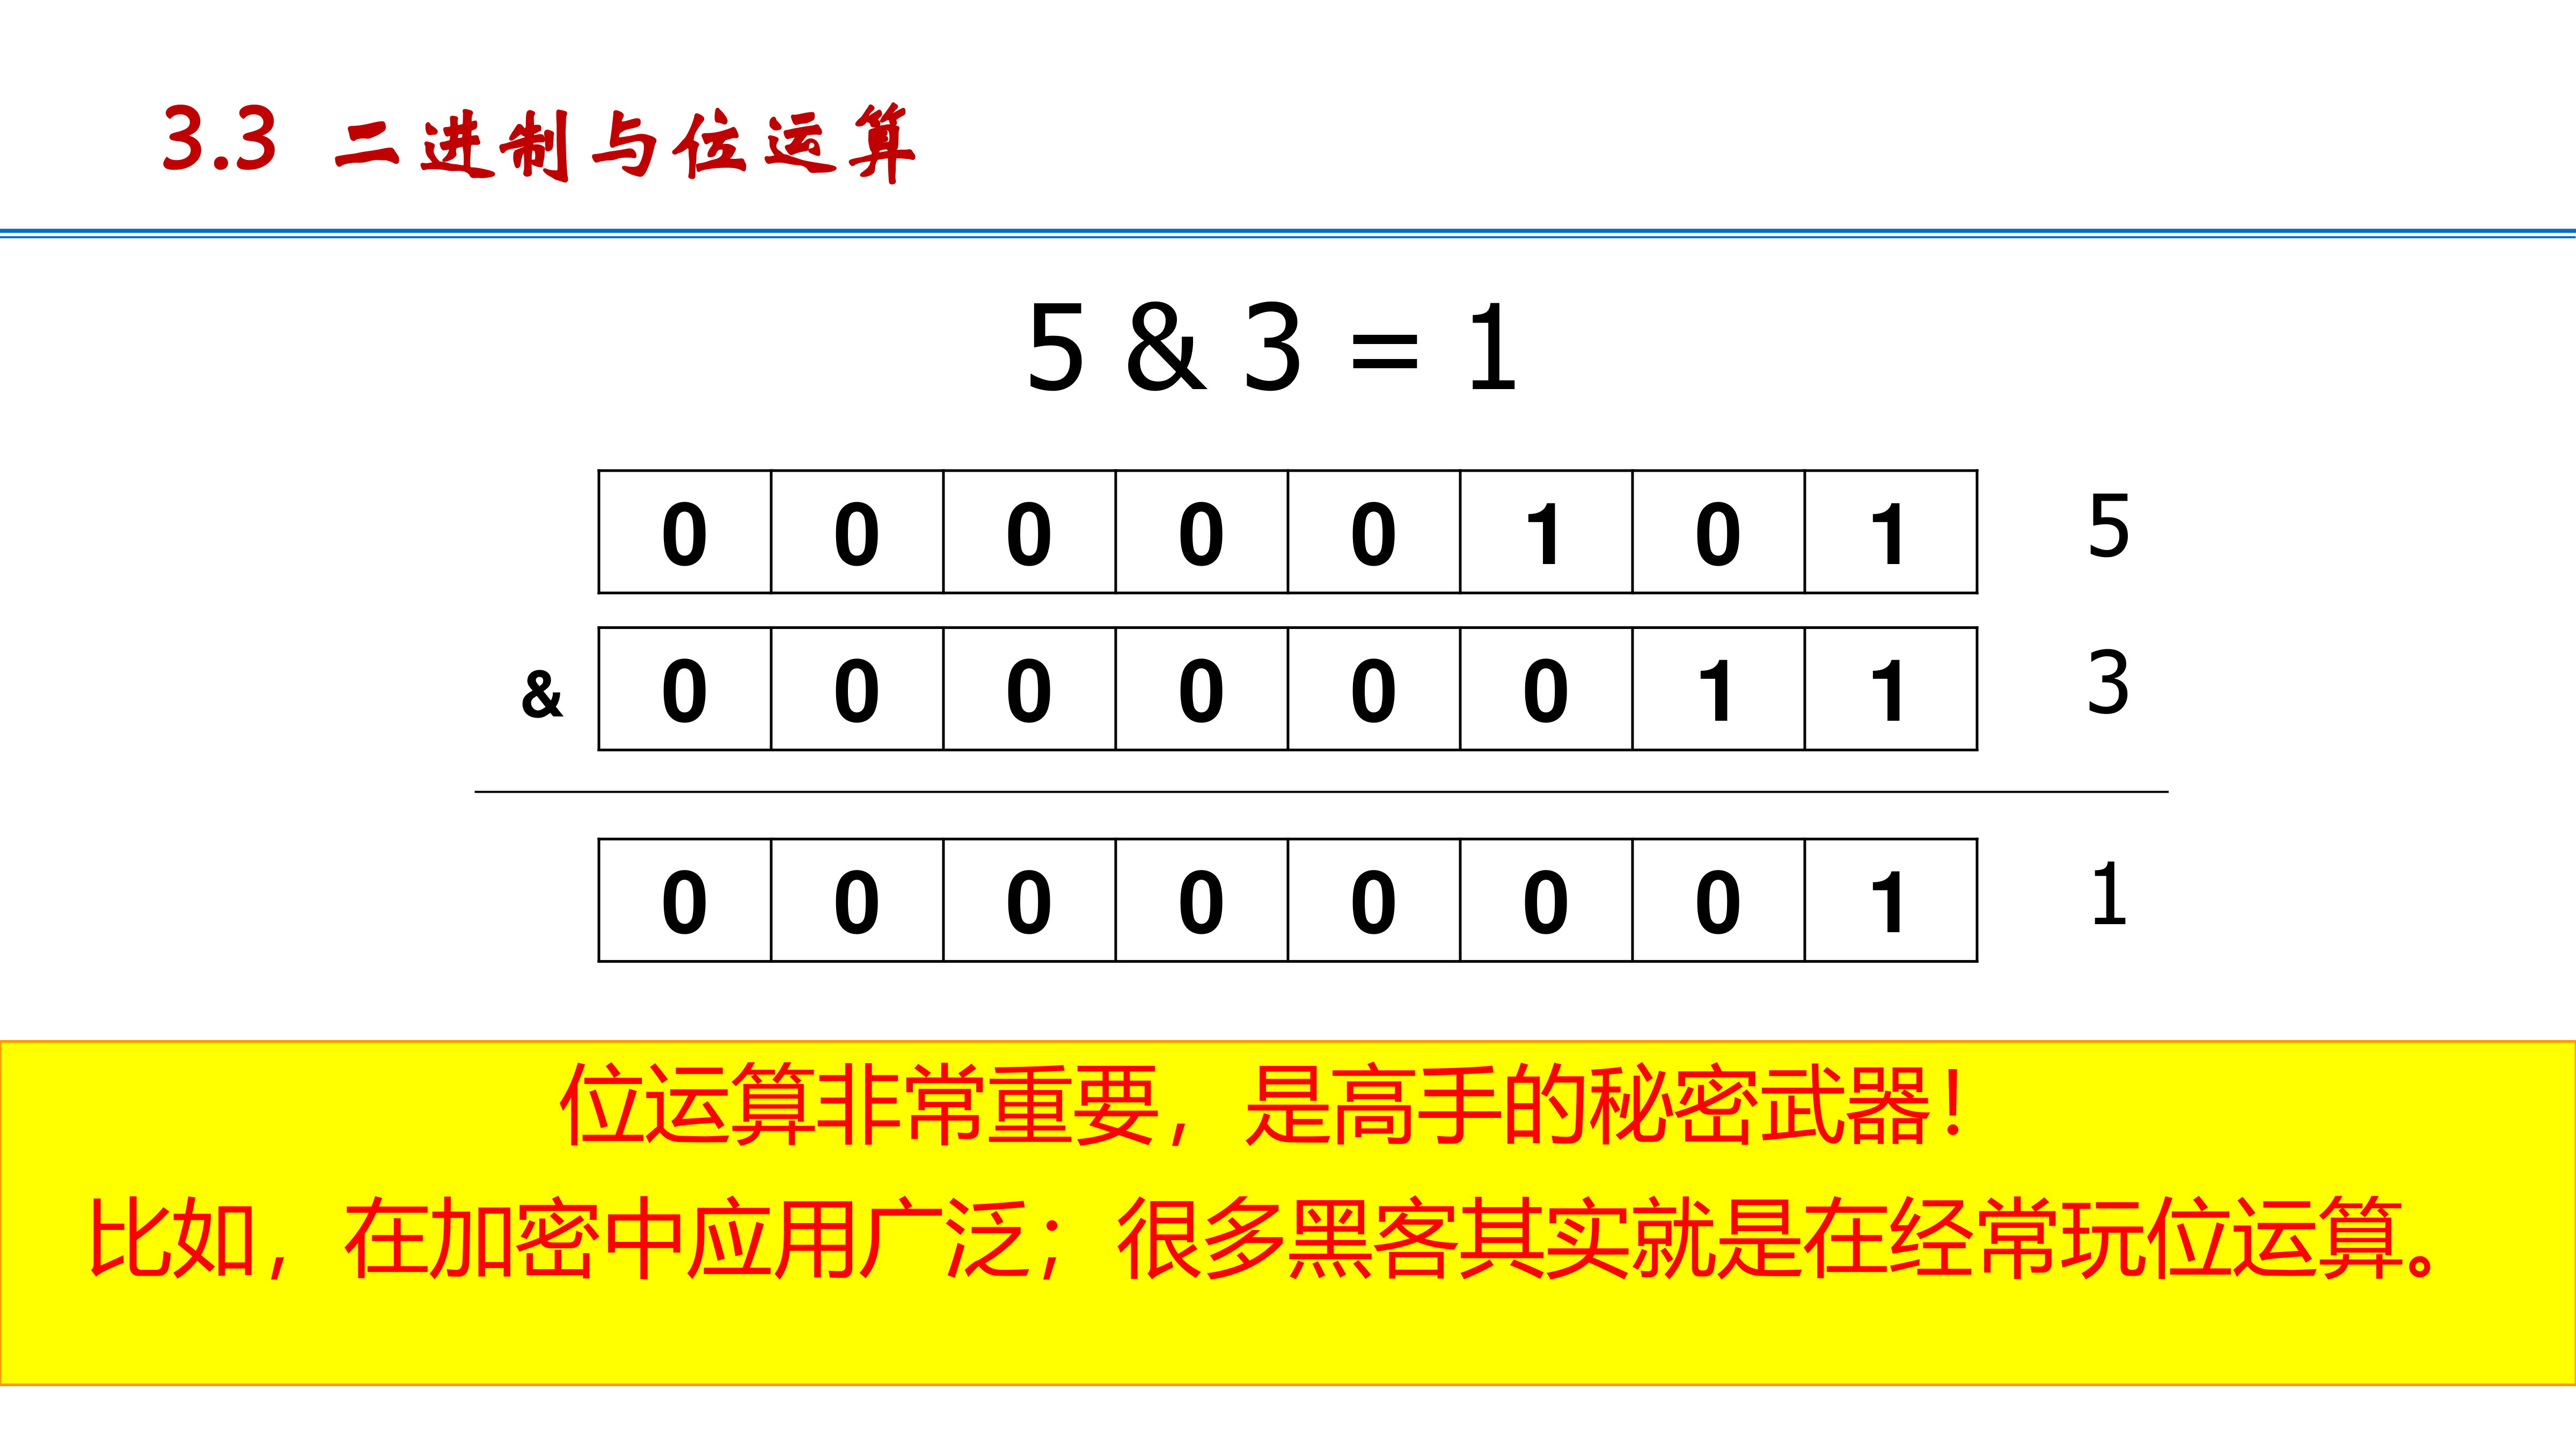 3.3 二进制与位运算
5 & 3 = 1
0 0 0 0 0 1 0 1 5
& 0 0 0 0 0 0 1 1 3
0 0 0 0 0 0 0 1 1
位运算非常重要，是高手的秘密武器！
比如，在加密中应用广泛；很多黑客其实就是在经常玩位运算。